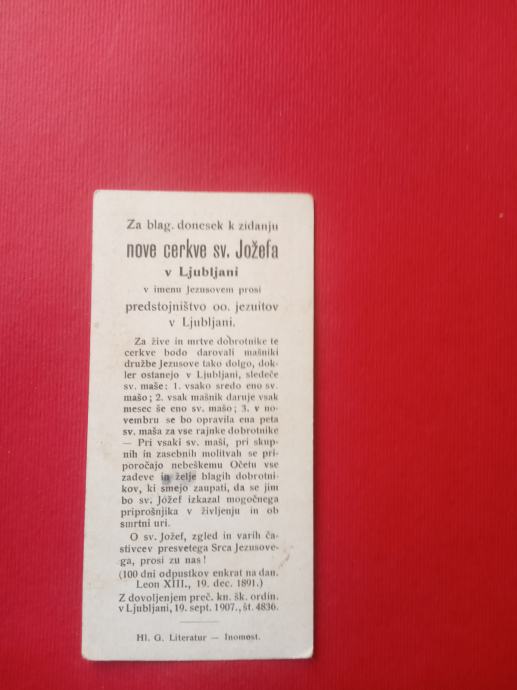 Za blag. donesek k zidanju
nove cerkve sv. Jožefa
v Ljubljani
v imenu Jezusovem prosi
predstojništvo oo. jezuitov
v Ljubljani.
Za žive in mrtve dobrotnike te
cerkve bodo darovali mašniki
družbe Jezusove tako dolgo, dok-
ler ostanejo v Ljubljani, sledeče
sv. maše: 1. vsako sredo eno sv.
mašo; 2. vsak mašnik daruje vsak
mesec še eno sv. mašo; 3. v no-
vembru se bo opravila ena peta
sv. maša za vse rajnke dobrotnike
— Pri vsaki sv. maši, pri skup-
nih in zasebnih molitvah se pri-
poročajo nebeškemu Očetu vse
zadeve in želje blagih dobrotni-
kov, ki smejo zaupati, da se jim
bo sv. Jožef izkazal mogočnega
priprošnjika v življenju in ob
smrtni uri.
O sv. Jožef, zgled in varih ča-
stivcev presvetega Srca Jezusove-
ga, prosi zu nas!
(100 dni odpustkov enkrat na dan.
Leon XIII., 19. dec. 1891.)
Z dovoljenjem preč. kn. šk. ordin.
v Ljubljani, 19. sept. 1907., št. 4836.
Hl. G. Literatur — Inomost.